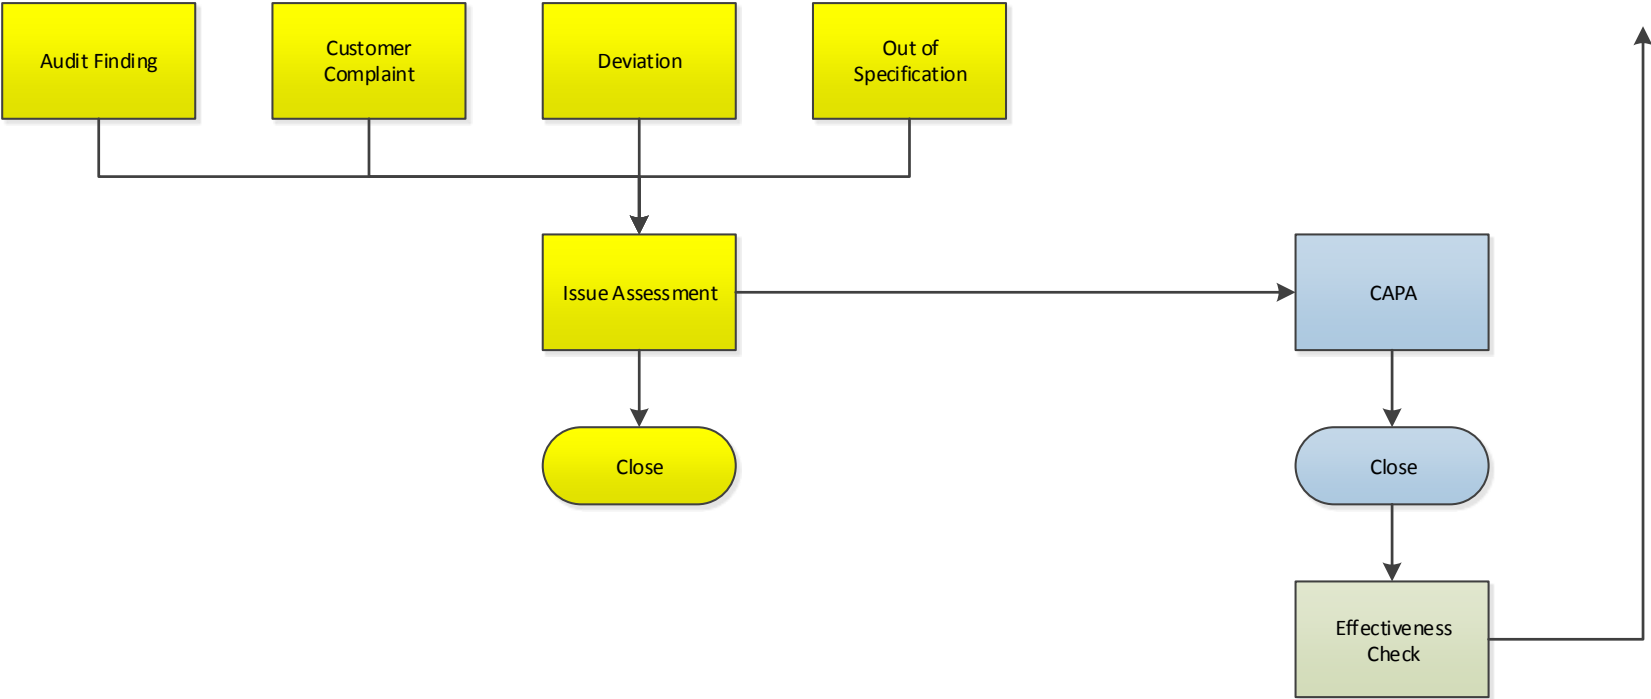 Audit Finding
Customer
Complaint
Deviation
Out of
Specification
Issue Assessment
CAPA
Close
Close
Effectiveness
Check